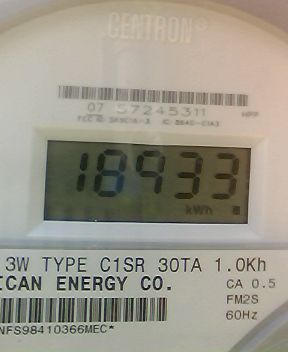 CENTRON®
07 57245311 MPP
18933
kWh
3W TYPE C1SR 30TA 1.0Kh
ICAN ENERGY CO. CA 0.5
FM2S
NFS98410366MEC* 60Hz